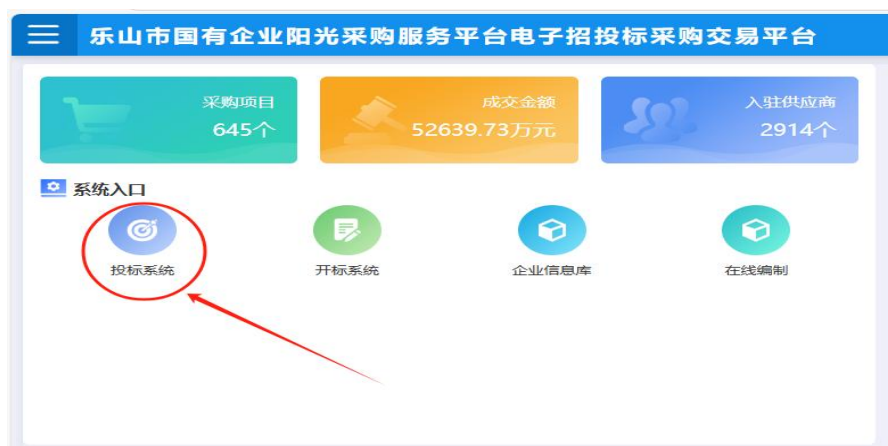 乐山市国有企业阳光采购服务平台电子招投标采购交易平台
采购项目
645个
成交金额
52639.73万元
入驻供应商
2914个
系统入口
投标系统
开标系统
企业信息库
在线编制